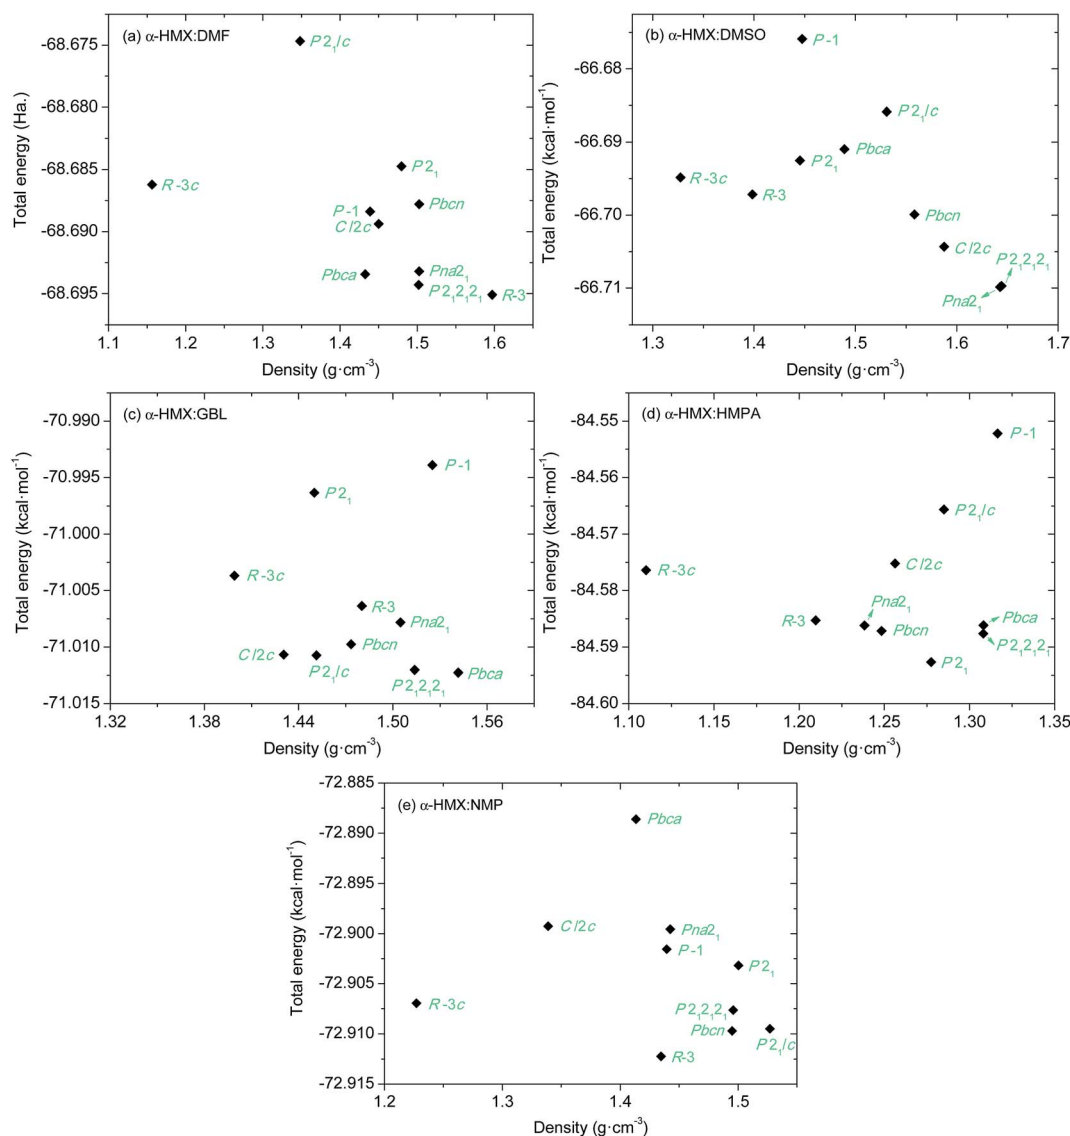 (a) α-HMX:DMF
Total energy (Ha.)
-68.675
-68.680
-68.685
-68.690
-68.695
P2₁/c
P2₁
R-3c
Pbcn
P-1
C/2c
Pbca
Pna2₁
P2₁2₁2₁
R-3
1.1 1.2 1.3 1.4 1.5 1.6
Density (g·cm⁻³)
(b) α-HMX:DMSO
Total energy (kcal·mol⁻¹)
-66.68
-66.69
-66.70
-66.71
P-1
P2₁/c
Pbca
P2₁
R-3c
R-3
Pbcn
C/2c
P2₁2₁2₁
Pna2₁
1.3 1.4 1.5 1.6 1.7
Density (g·cm⁻³)
(c) α-HMX:GBL
Total energy (kcal·mol⁻¹)
-70.990
-70.995
-71.000
-71.005
-71.010
-71.015
P-1
P2₁
R-3c
R-3
Pna2₁
Pbcn
C/2c
P2₁/c
P2₁2₁2₁
Pbca
1.32 1.38 1.44 1.50 1.56
Density (g·cm⁻³)
(d) α-HMX:HMPA
Total energy (kcal·mol⁻¹)
-84.55
-84.56
-84.57
-84.58
-84.59
-84.60
P-1
P2₁/c
C/2c
R-3c
Pna2₁
R-3
Pbcn
Pbca
P2₁2₁2₁
P2₁
1.10 1.15 1.20 1.25 1.30 1.35
Density (g·cm⁻³)
(e) α-HMX:NMP
Total energy (kcal·mol⁻¹)
-72.885
-72.890
-72.895
-72.900
-72.905
-72.910
-72.915
Pbca
C/2c
Pna2₁
P-1
P2₁
R-3c
P2₁2₁2₁
Pbcn
P2₁/c
R-3
1.2 1.3 1.4 1.5
Density (g·cm⁻³)